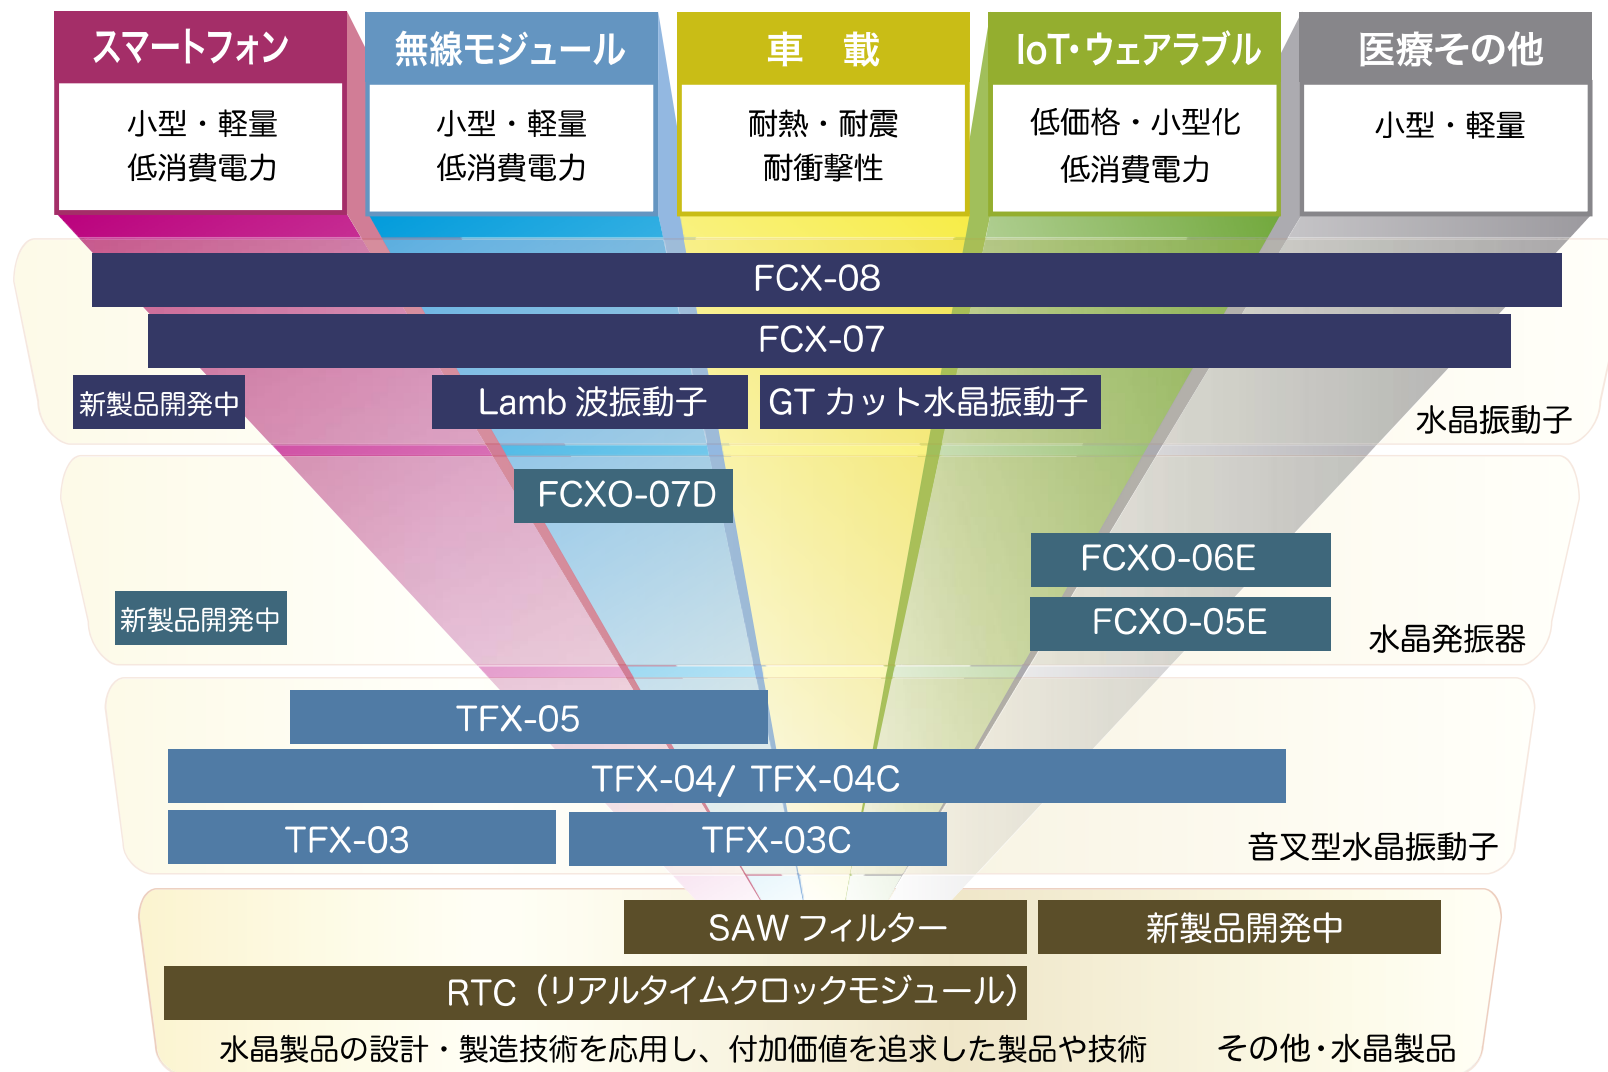 スマートフォン
小型・軽量
低消費電力
無線モジュール
小型・軽量
低消費電力
車　載
耐熱・耐震
耐衝撃性
IoT・ウェアラブル
低価格・小型化
低消費電力
医療その他
小型・軽量
FCX-08
FCX-07
新製品開発中
Lamb 波振動子
GT カット水晶振動子
水晶振動子
FCXO-07D
FCXO-06E
新製品開発中
FCXO-05E
水晶発振器
TFX-05
TFX-04/ TFX-04C
TFX-03
TFX-03C
音叉型水晶振動子
SAW フィルター
新製品開発中
RTC（リアルタイムクロックモジュール）
水晶製品の設計・製造技術を応用し、付加価値を追求した製品や技術
その他・水晶製品